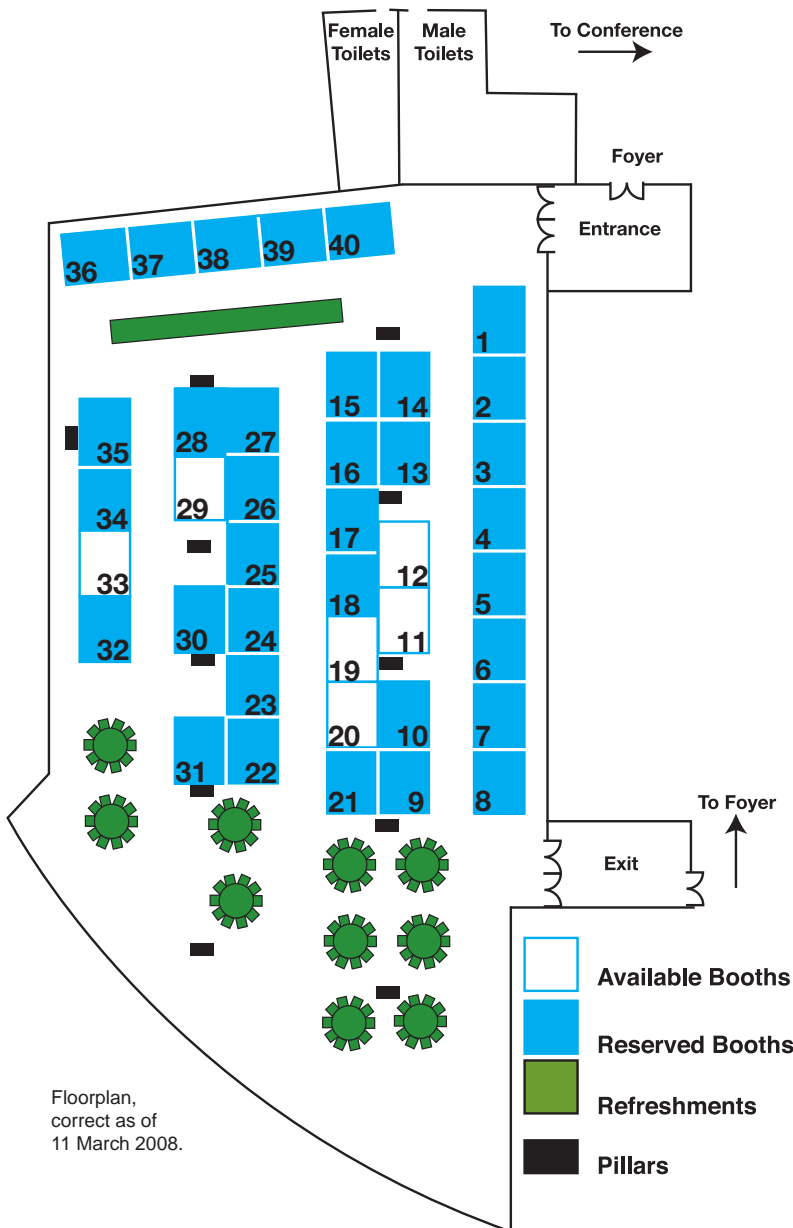 Female
Toilets
Male
Toilets
To Conference
Foyer
Entrance
36
37
38
39
40
1
2
3
4
5
6
7
8
15
14
16
13
17
12
18
11
19
20
10
21
9
28
27
29
26
25
30
24
23
31
22
35
34
33
32
To Foyer
Exit
Available Booths
Reserved Booths
Refreshments
Pillars
Floorplan,
correct as of
11 March 2008.